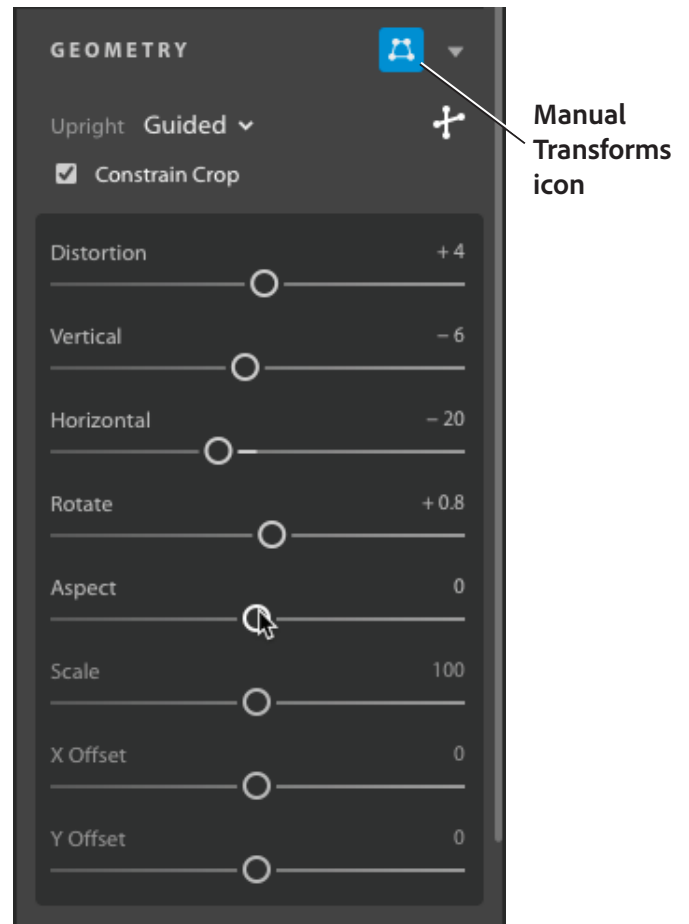 GEOMETRY
Upright Guided
Constrain Crop
Manual
Transforms
icon
Distortion +4
Vertical – 6
Horizontal – 20
Rotate + 0.8
Aspect 0
Scale 100
X Offset 0
Y Offset 0